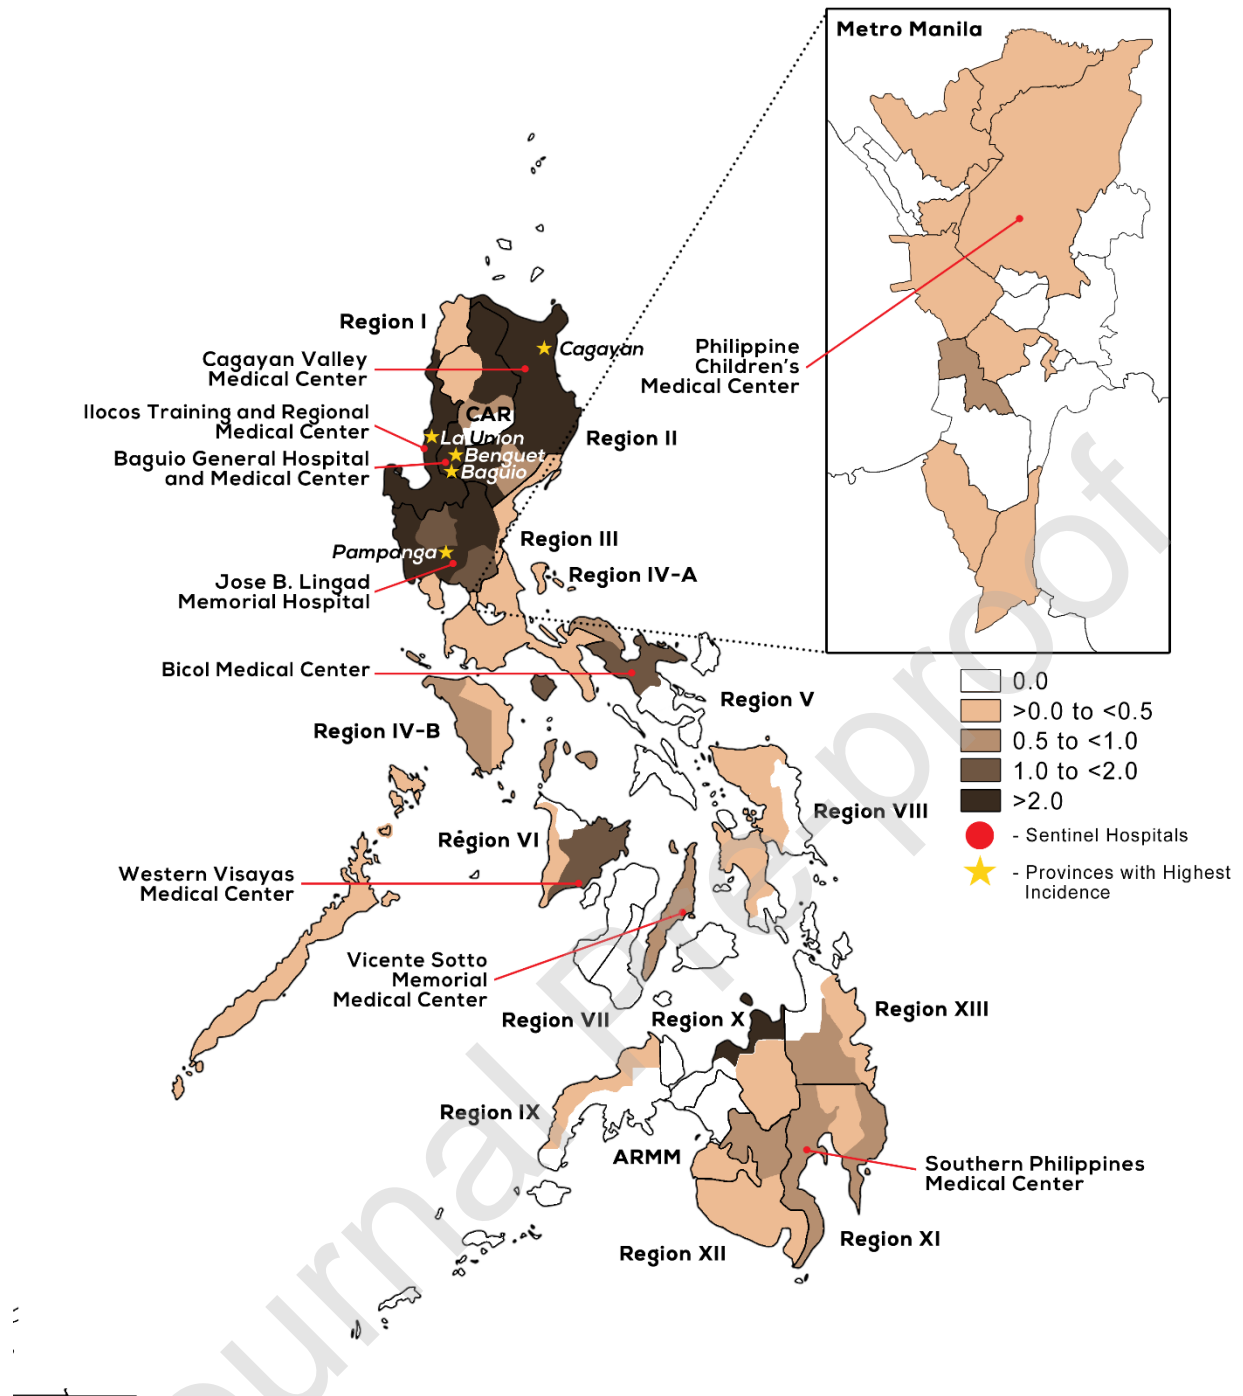 Metro Manila
Region I
Cagayan
Cagayan Valley
Medical Center
Philippine
Children's
Medical Center
Ilocos Training and Regional
Medical Center
CAR
La Union
Region II
Baguio General Hospital
and Medical Center
Benguet
Baguio
Region III
Pampanga
Region IV-A
Jose B. Lingad
Memorial Hospital
Bicol Medical Center
Region V
Region IV-B
0.0
>0.0 to <0.5
0.5 to <1.0
1.0 to <2.0
>2.0
- Sentinel Hospitals
- Provinces with Highest
Incidence
Region VIII
Region VI
Western Visayas
Medical Center
Vicente Sotto
Memorial
Medical Center
Region VII
Region X
Region XIII
Region IX
ARMM
Southern Philippines
Medical Center
Region XI
Region XII
Journal Pre-proof